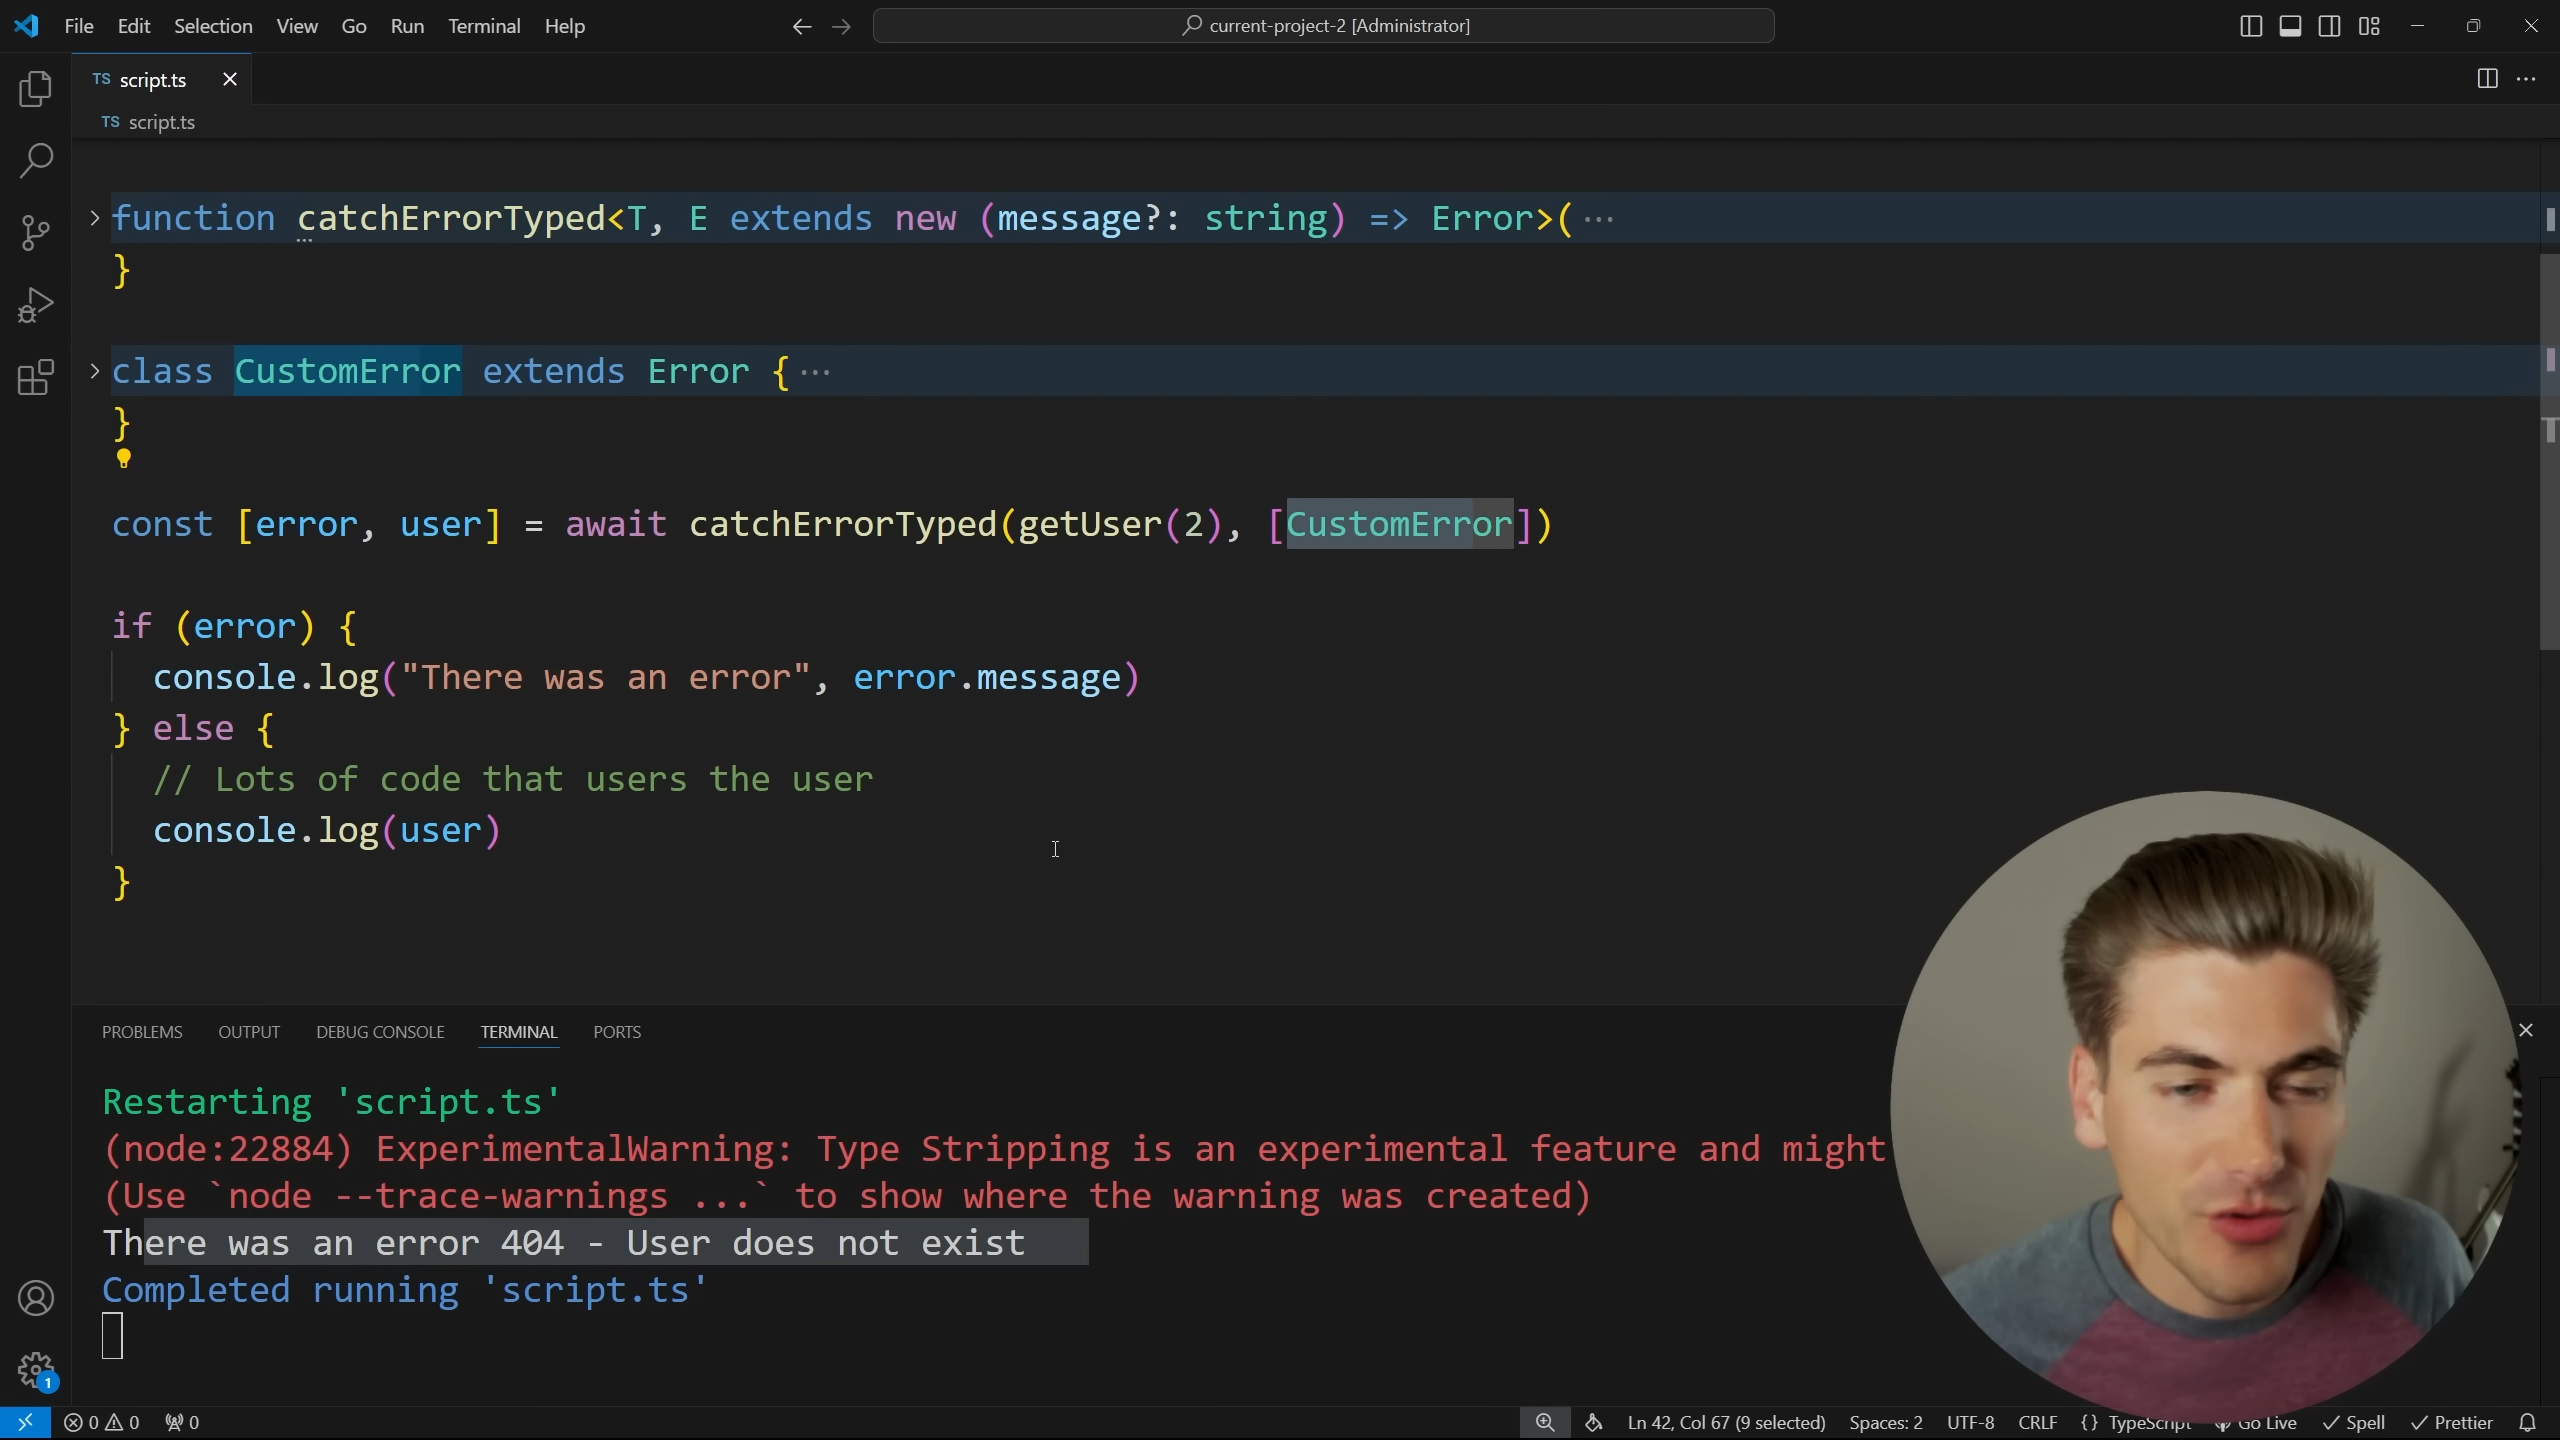 File Edit Selection View Go Run Terminal Help
current-project-2 [Administrator]
TS script.ts
TS script.ts
function catchErrorTyped<T, E extends new (message?: string) => Error>(···
}
class CustomError extends Error {···
}
const [error, user] = await catchErrorTyped(getUser(2), [CustomError])
if (error) {
console.log("There was an error", error.message)
} else {
// Lots of code that users the user
console.log(user)
}
PROBLEMS OUTPUT DEBUG CONSOLE TERMINAL PORTS
Restarting 'script.ts'
(node:22884) ExperimentalWarning: Type Stripping is an experimental feature and might
(Use `node --trace-warnings ...` to show where the warning was created)
There was an error 404 - User does not exist
Completed running 'script.ts'
1
0 0 0 Ln 42, Col 67 (9 selected) Spaces: 2 UTF-8 CRLF {} TypeScript Go Live Spell Prettier